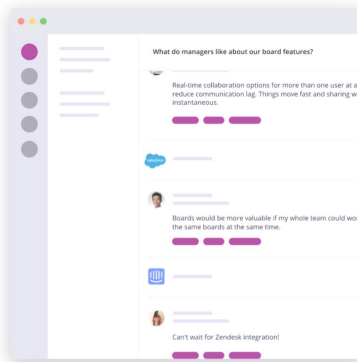 What do managers like about our board features?
Real-time collaboration options for more than one user at a
reduce communication lag. Things move fast and sharing w
instantaneous.
salesforce
Boards would be more valuable if my whole team could wo
the same boards at the same time.
Can't wait for Zendesk integration!